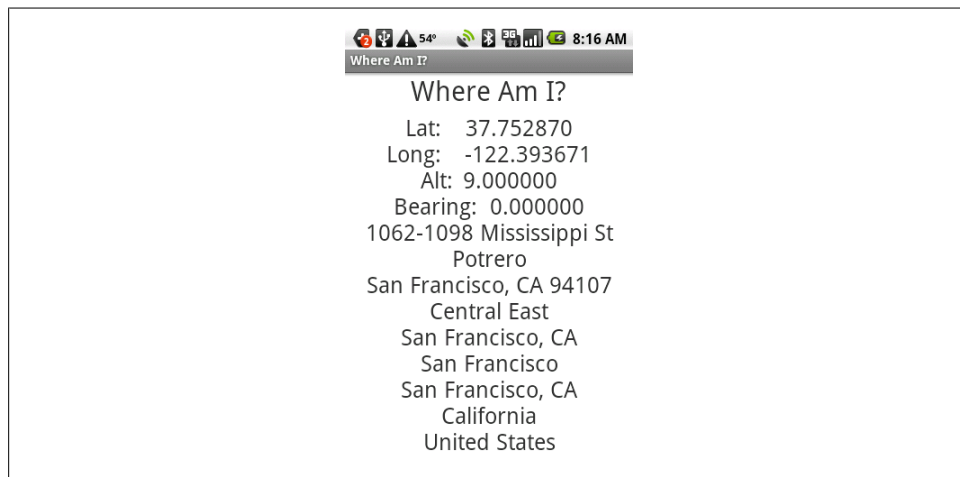 2 54° 3G 8:16 AM
Where Am I?
Where Am I?
Lat: 37.752870
Long: -122.393671
Alt: 9.000000
Bearing: 0.000000
1062-1098 Mississippi St
Potrero
San Francisco, CA 94107
Central East
San Francisco, CA
San Francisco
San Francisco, CA
California
United States